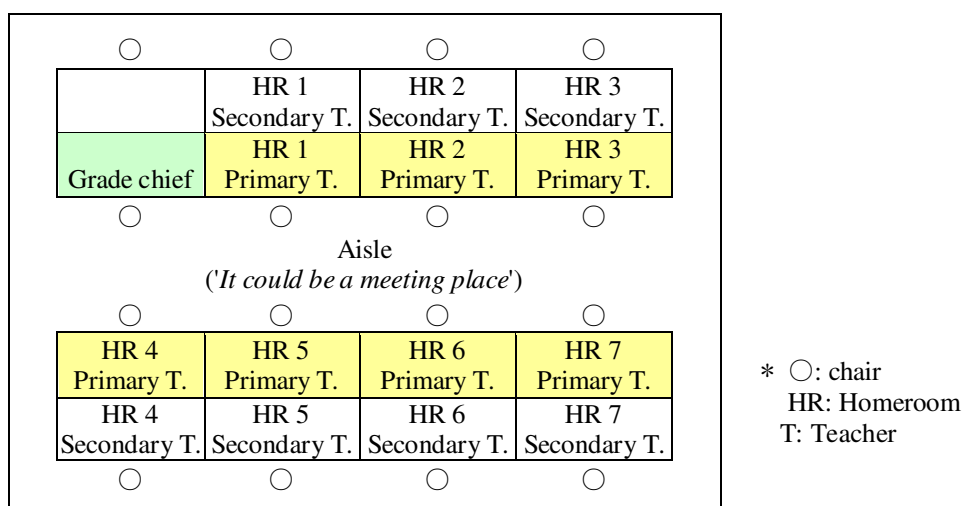 HR 1 HR 2 HR 3
Secondary T. Secondary T. Secondary T.
HR 1 HR 2 HR 3
Grade chief Primary T. Primary T. Primary T.
Aisle
('It could be a meeting place')
HR 4 HR 5 HR 6 HR 7
Primary T. Primary T. Primary T. Primary T.
HR 4 HR 5 HR 6 HR 7
Secondary T. Secondary T. Secondary T. Secondary T.
* ○: chair
HR: Homeroom
T: Teacher